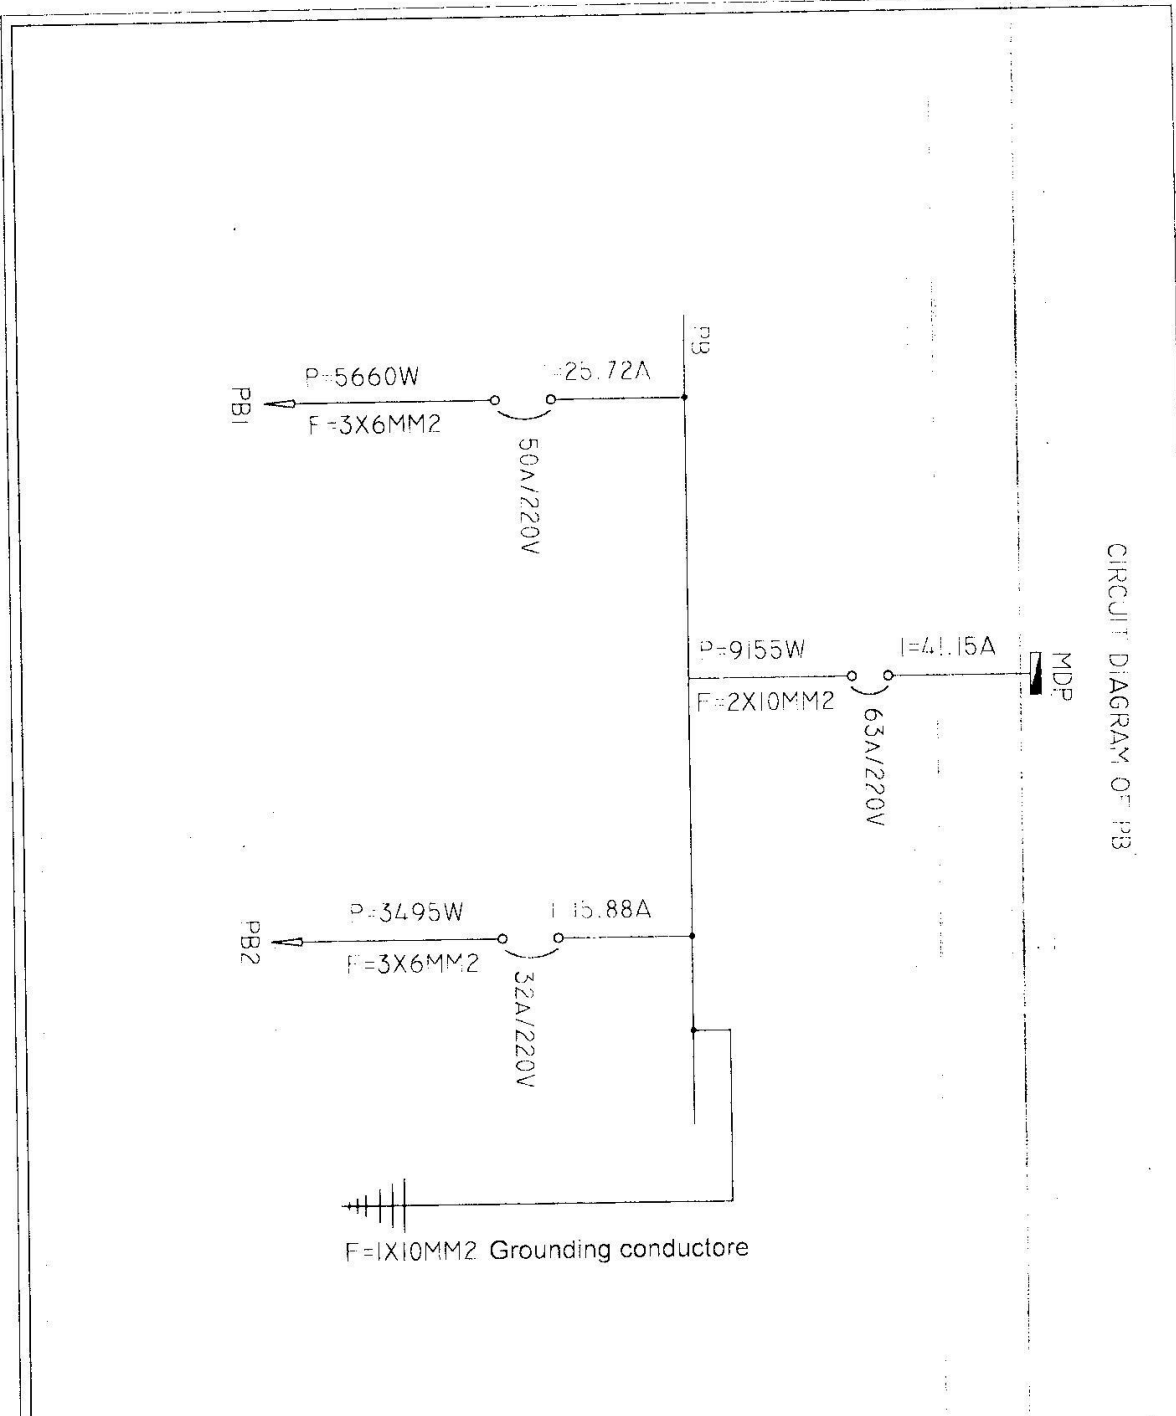 CIRCUIT DIAGRAM OF PB
MDP
I=41.15A
63A/220V
P=9155W
F=2X10MM2
PB
=25.72A
50A/220V
P=5660W
F=3X6MM2
PB1
I 15.88A
32A/220V
P=3495W
F=3X6MM2
PB2
F=1X10MM2 Grounding conductore